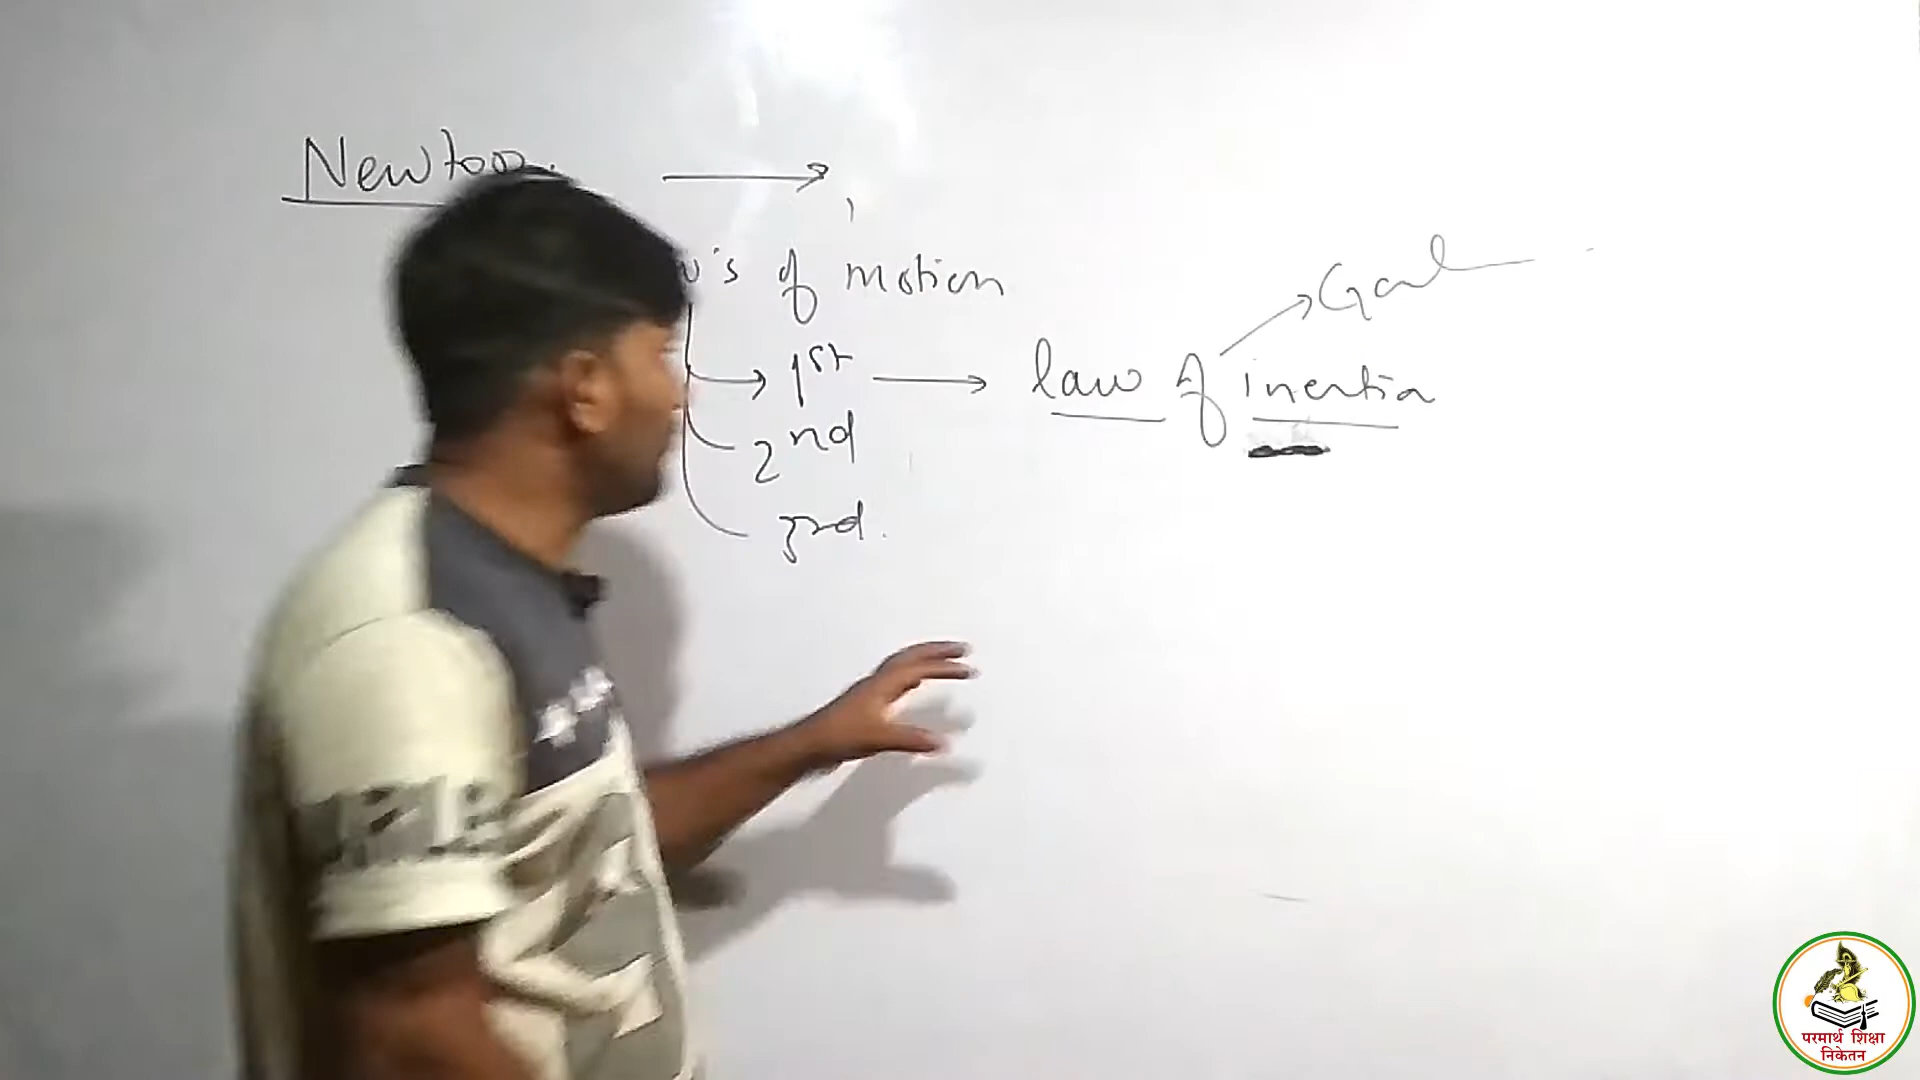 Newton
's of motion
1st → law of inertia
2nd
3rd.
परमार्थ शिक्षा
निकेतन